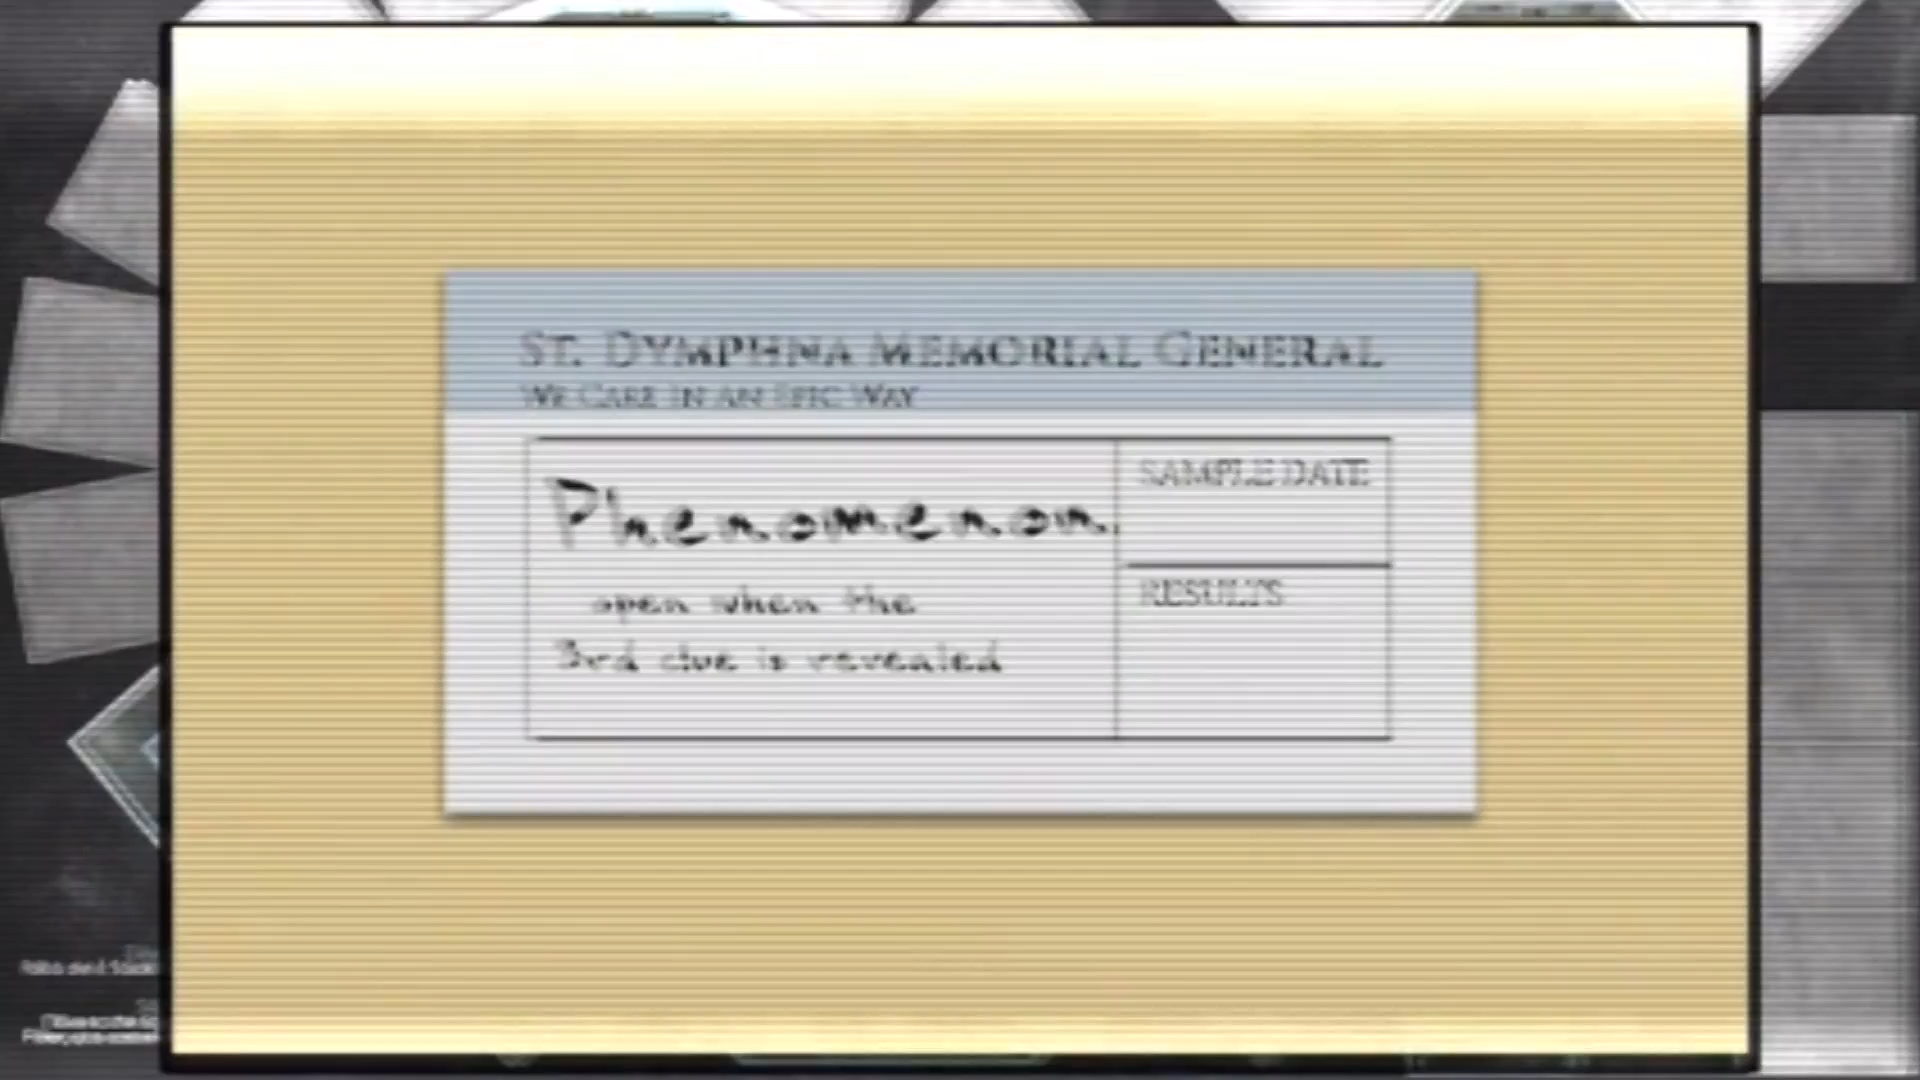 ST. DYMPHNA MEMORIAL GENERAL
WE CARE IN AN EPIC WAY
Phenomenon
open when the
3rd clue is revealed
SAMPLE DATE
RESULTS